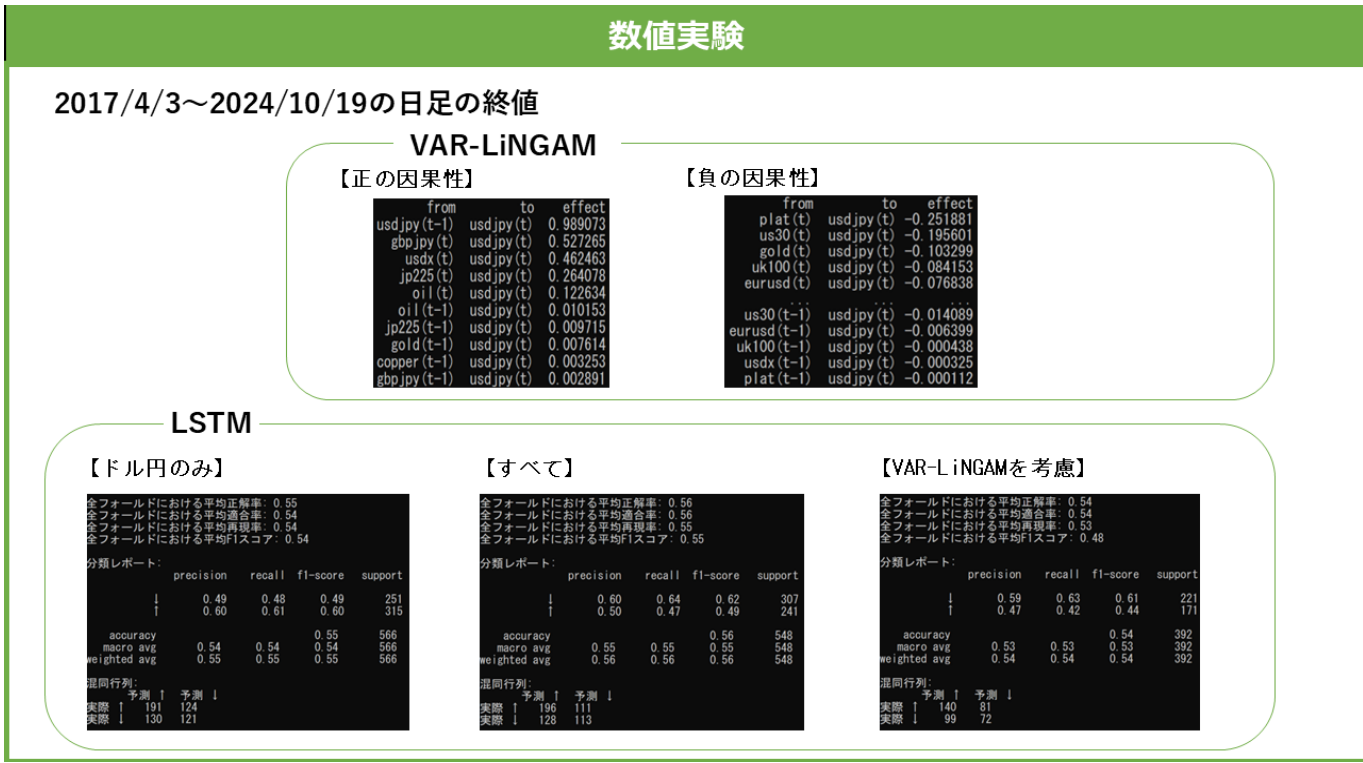 数値実験
2017/4/3～2024/10/19の日足の終値
VAR-LiNGAM
【正の因果性】
from to effect
usdjpy(t-1) usdjpy(t) 0.989073
gbpjpy(t) usdjpy(t) 0.527265
usdx(t) usdjpy(t) 0.462463
jp225(t) usdjpy(t) 0.264078
oil(t) usdjpy(t) 0.122634
oil(t-1) usdjpy(t) 0.010153
jp225(t-1) usdjpy(t) 0.009715
gold(t-1) usdjpy(t) 0.007614
copper(t-1) usdjpy(t) 0.003253
gbpjpy(t-1) usdjpy(t) 0.002891
【負の因果性】
from to effect
plat(t) usdjpy(t) -0.251881
us30(t) usdjpy(t) -0.195601
gold(t) usdjpy(t) -0.103299
uk100(t) usdjpy(t) -0.084153
eurusd(t) usdjpy(t) -0.076838
... ... ...
us30(t-1) usdjpy(t) -0.014089
eurusd(t-1) usdjpy(t) -0.006399
uk100(t-1) usdjpy(t) -0.000438
usdx(t-1) usdjpy(t) -0.000325
plat(t-1) usdjpy(t) -0.000112
LSTM
【ドル円のみ】
全フォールドにおける平均正解率: 0.55
全フォールドにおける平均適合率: 0.54
全フォールドにおける平均再現率: 0.54
全フォールドにおける平均F1スコア: 0.54
分類レポート:
precision recall f1-score support
↓ 0.49 0.48 0.49 251
↑ 0.60 0.61 0.60 315
accuracy 0.55 566
macro avg 0.54 0.54 0.54 566
weighted avg 0.55 0.55 0.55 566
混同行列:
予測 ↑ 予測 ↓
実際 ↑ 191 124
実際 ↓ 130 121
【すべて】
全フォールドにおける平均正解率: 0.56
全フォールドにおける平均適合率: 0.56
全フォールドにおける平均再現率: 0.55
全フォールドにおける平均F1スコア: 0.55
分類レポート:
precision recall f1-score support
↓ 0.60 0.64 0.62 307
↑ 0.50 0.47 0.49 241
accuracy 0.56 548
macro avg 0.55 0.55 0.55 548
weighted avg 0.56 0.56 0.56 548
混同行列:
予測 ↑ 予測 ↓
実際 ↑ 196 111
実際 ↓ 128 113
【VAR-LiNGAMを考慮】
全フォールドにおける平均正解率: 0.54
全フォールドにおける平均適合率: 0.54
全フォールドにおける平均再現率: 0.53
全フォールドにおける平均F1スコア: 0.48
分類レポート:
precision recall f1-score support
↓ 0.59 0.63 0.61 221
↑ 0.47 0.42 0.44 171
accuracy 0.54 392
macro avg 0.53 0.53 0.53 392
weighted avg 0.54 0.54 0.54 392
混同行列:
予測 ↑ 予測 ↓
実際 ↑ 140 81
実際 ↓ 99 72